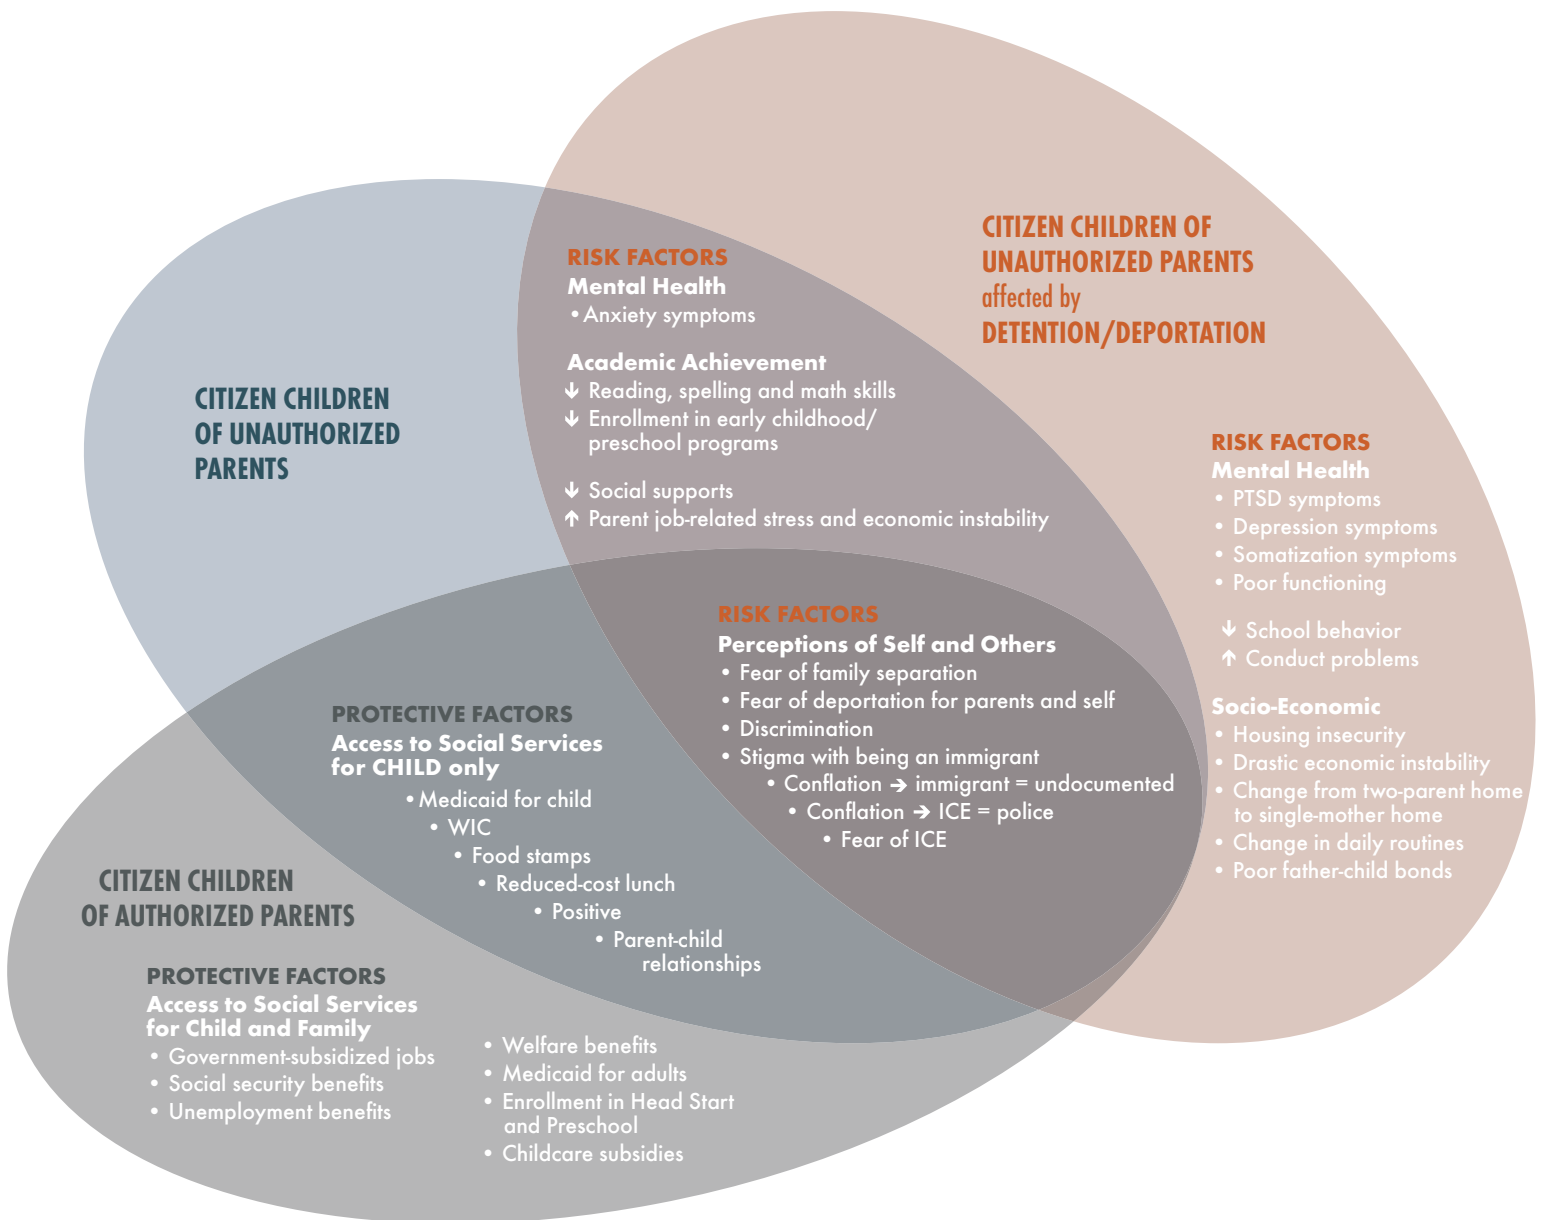 CITIZEN CHILDREN OF
UNAUTHORIZED PARENTS
affected by
DETENTION/DEPORTATION
RISK FACTORS
Mental Health
• PTSD symptoms
• Depression symptoms
• Somatization symptoms
• Poor functioning
↓ School behavior
↑ Conduct problems
Socio-Economic
• Housing insecurity
• Drastic economic instability
• Change from two-parent home
to single-mother home
• Change in daily routines
• Poor father-child bonds
RISK FACTORS
Mental Health
• Anxiety symptoms
Academic Achievement
↓ Reading, spelling and math skills
↓ Enrollment in early childhood/
preschool programs
↓ Social supports
↑ Parent job-related stress and economic instability
CITIZEN CHILDREN
OF UNAUTHORIZED
PARENTS
RISK FACTORS
Perceptions of Self and Others
• Fear of family separation
• Fear of deportation for parents and self
• Discrimination
• Stigma with being an immigrant
• Conflation → immigrant = undocumented
• Conflation → ICE = police
• Fear of ICE
PROTECTIVE FACTORS
Access to Social Services
for CHILD only
• Medicaid for child
• WIC
• Food stamps
• Reduced-cost lunch
• Positive
• Parent-child
relationships
CITIZEN CHILDREN
OF AUTHORIZED PARENTS
PROTECTIVE FACTORS
Access to Social Services
for Child and Family
• Government-subsidized jobs
• Social security benefits
• Unemployment benefits
• Welfare benefits
• Medicaid for adults
• Enrollment in Head Start
and Preschool
• Childcare subsidies